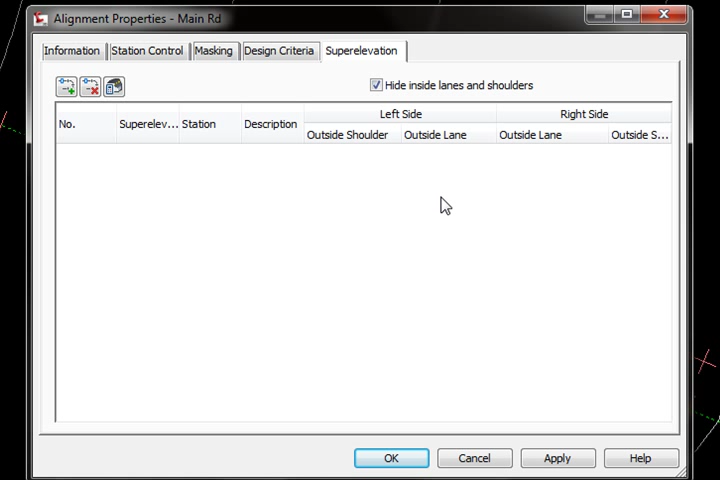 Alignment Properties - Main Rd
Information Station Control Masking Design Criteria Superelevation
Hide inside lanes and shoulders
Left Side Right Side
No. Superelev... Station Description
Outside Shoulder Outside Lane Outside Lane Outside S...
OK Cancel Apply Help